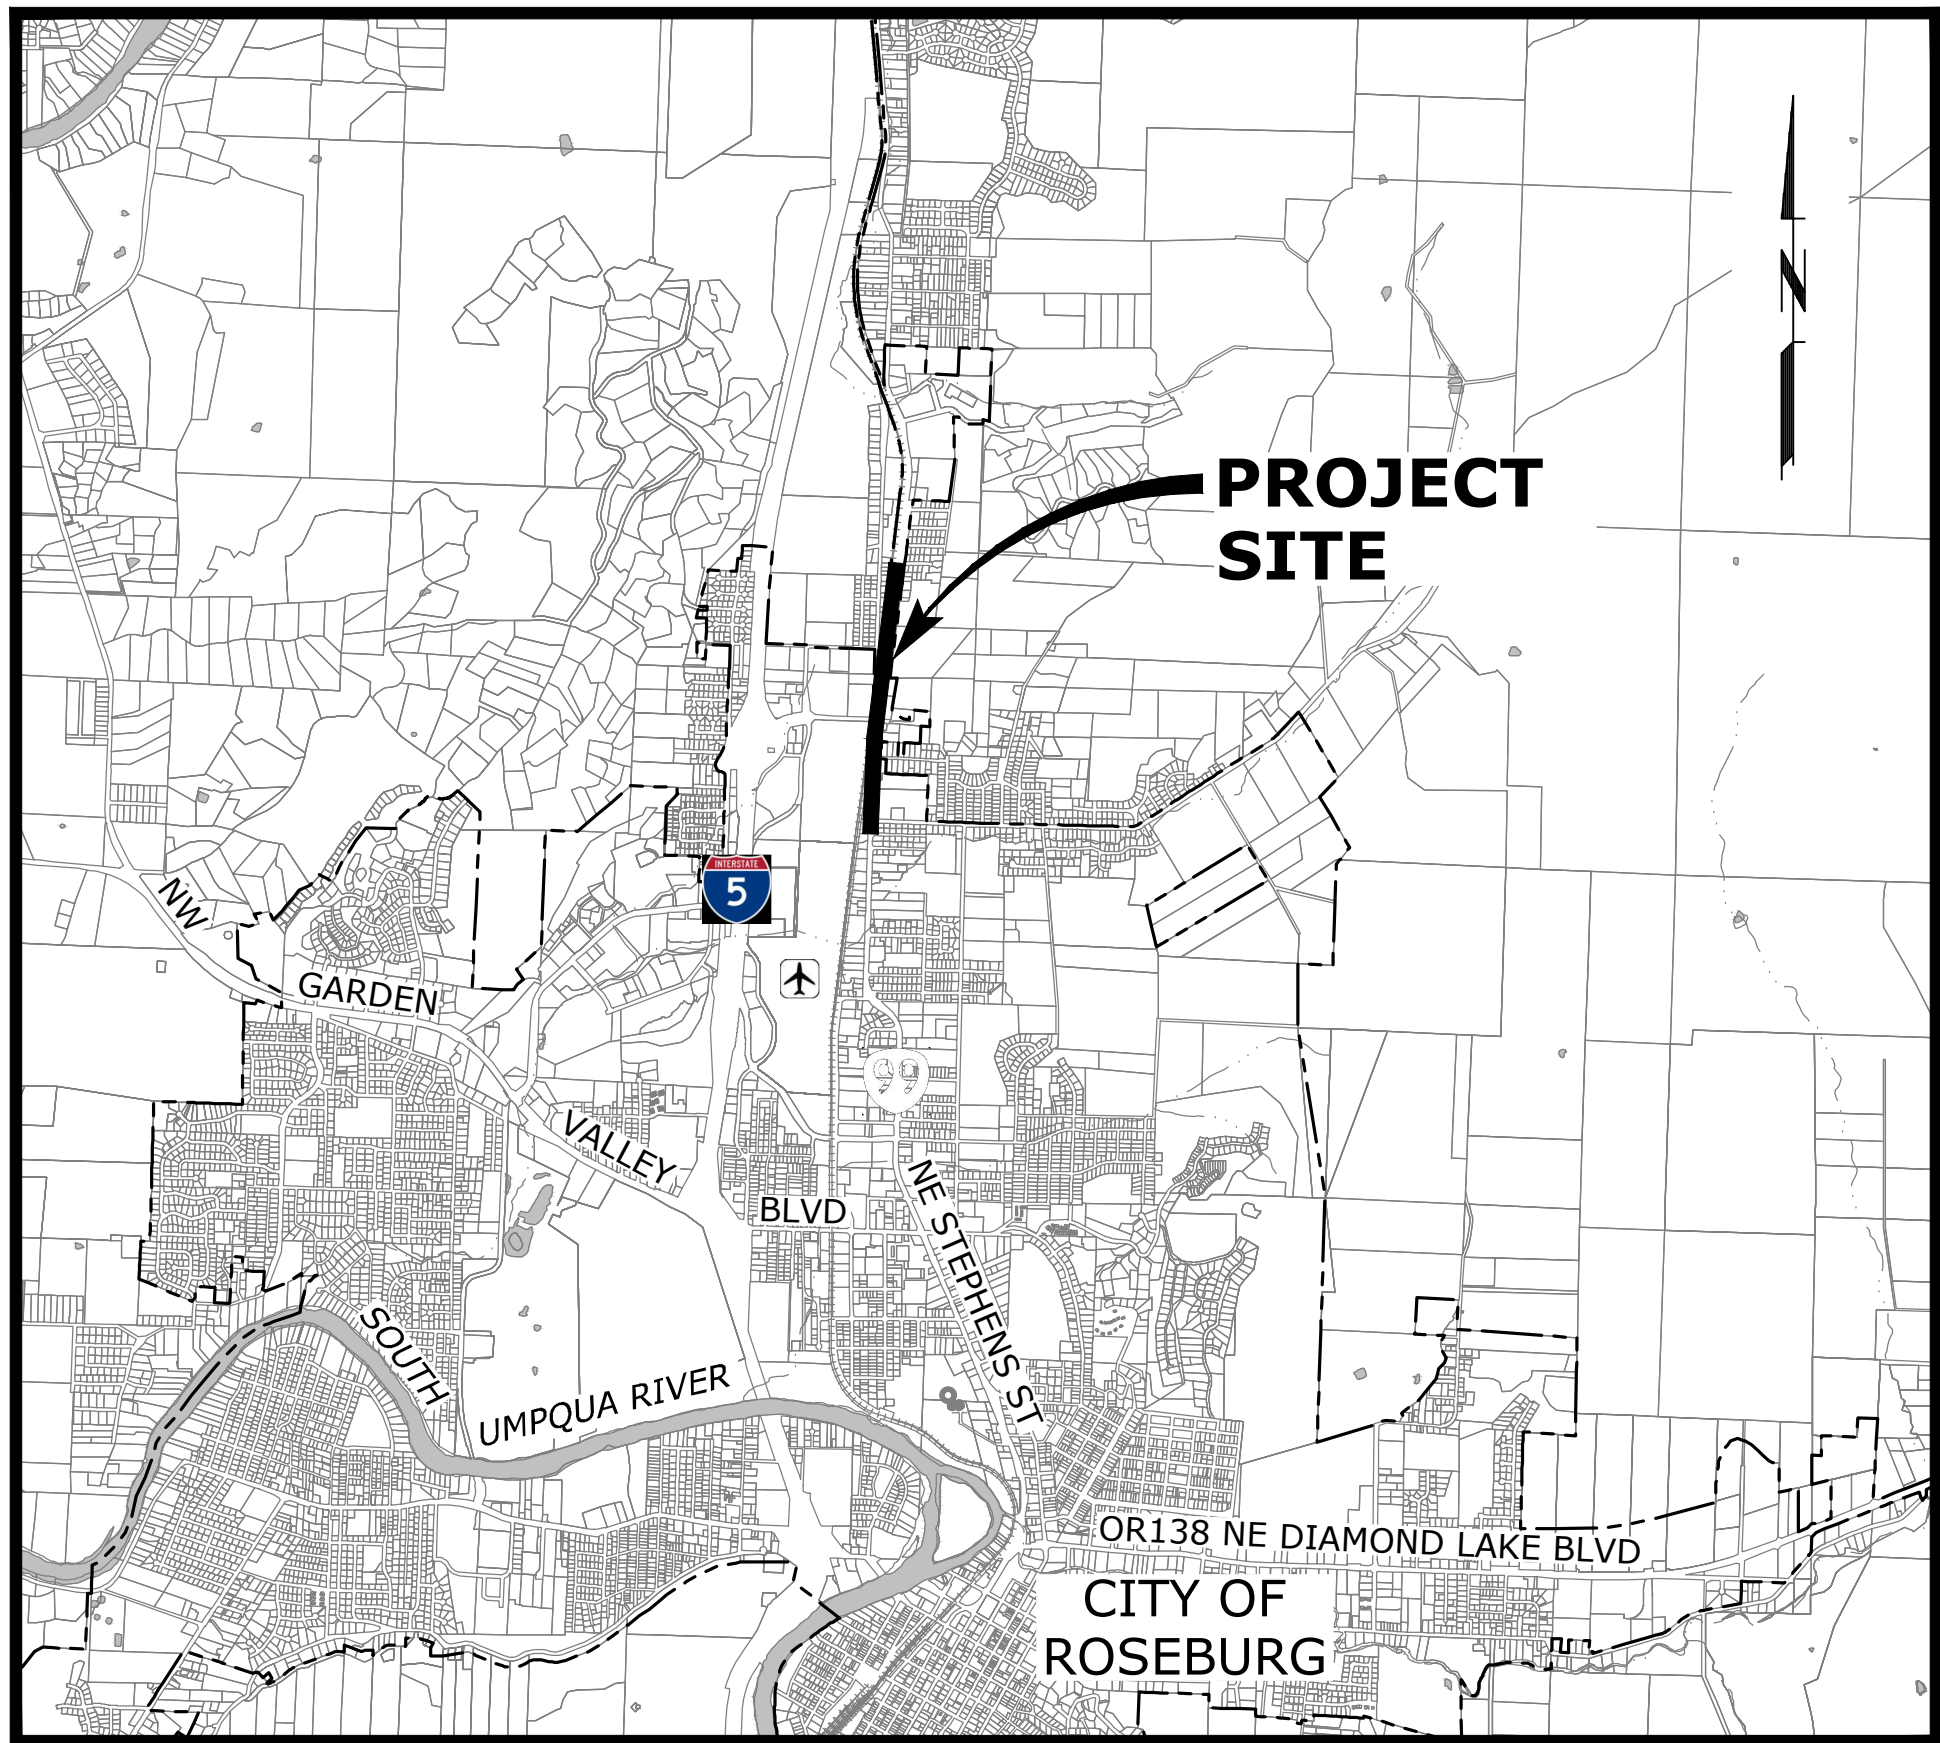 N
PROJECT
SITE
INTERSTATE
5
NW
GARDEN
99
VALLEY
BLVD
NE STEPHENS ST
SOUTH
UMPQUA RIVER
OR138 NE DIAMOND LAKE BLVD
CITY OF
ROSEBURG